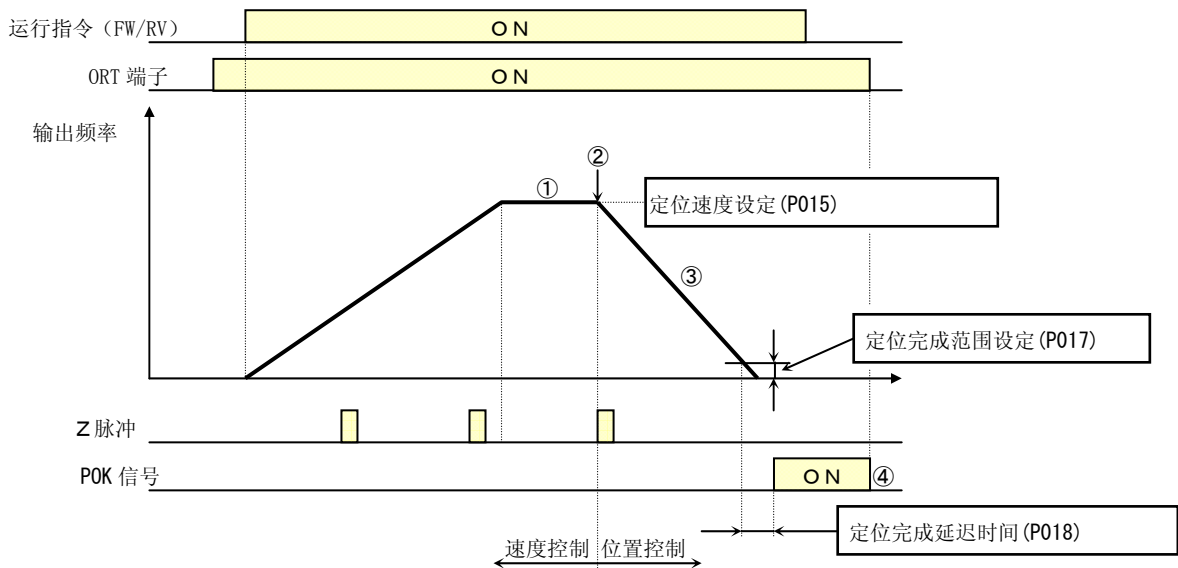 运行指令（FW/RV）
ON
ORT 端子
ON
输出频率
②
①
定位速度设定(P015)
③
定位完成范围设定(P017)
Z 脉冲
POK 信号
ON
④
定位完成延迟时间(P018)
速度控制
位置控制